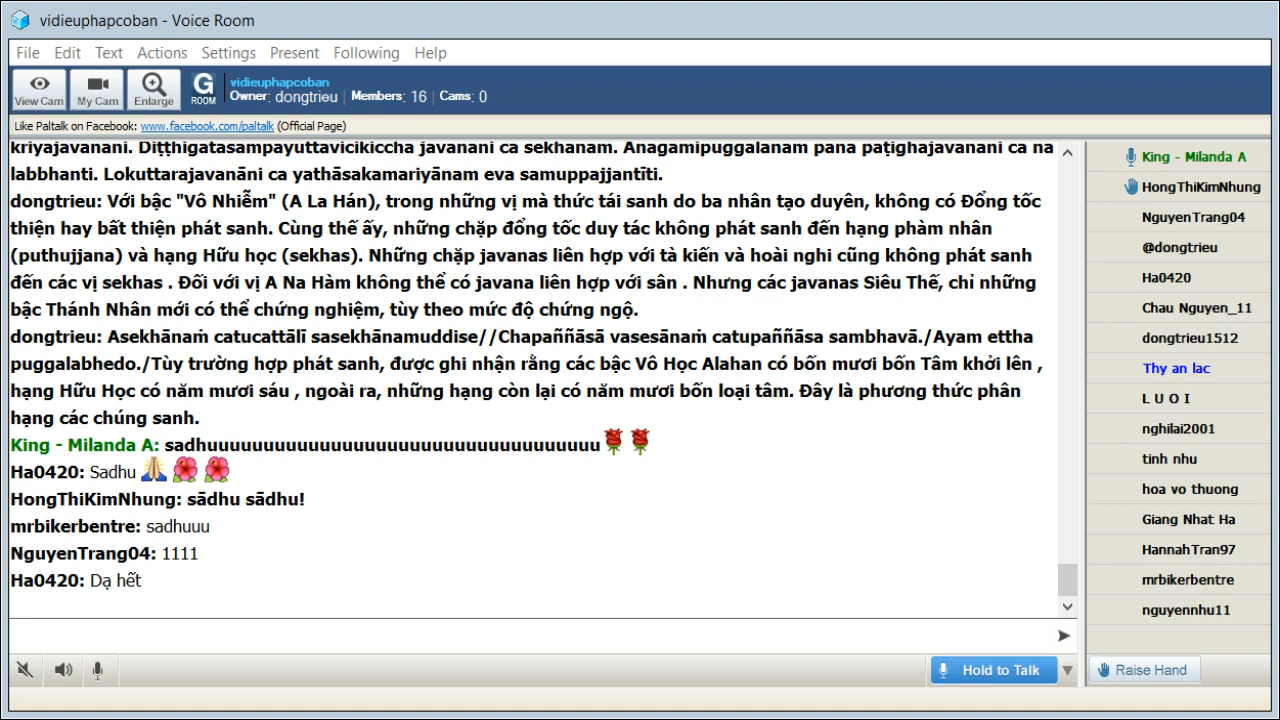 vidieuphapcoban - Voice Room
File Edit Text Actions Settings Present Following Help
View Cam My Cam Enlarge G ROOM
vidieuphapcoban
Owner: dongtrieu | Members: 16 | Cams: 0
Like Paltalk on Facebook: www.facebook.com/paltalk (Official Page)
kriyajavanani. Diṭṭhigatasampayuttavicikiccha javanani ca sekhanam. Anagamipuggalanam pana paṭighajavanani ca na
labbhanti. Lokuttarajavanāni ca yathāsakamariyānam eva samuppajjantīti.
dongtrieu: Với bậc "Vô Nhiễm" (A La Hán), trong những vị mà thức tái sanh do ba nhân tạo duyên, không có Đổng tốc
thiện hay bất thiện phát sanh. Cùng thế ấy, những chặp đổng tốc duy tác không phát sanh đến hạng phàm nhân
(puthujjana) và hạng Hữu học (sekhas). Những chặp javanas liên hợp với tà kiến và hoài nghi cũng không phát sanh
đến các vị sekhas . Đối với vị A Na Hàm không thể có javana liên hợp với sân . Nhưng các javanas Siêu Thế, chỉ những
bậc Thánh Nhân mới có thể chứng nghiệm, tùy theo mức độ chứng ngộ.
dongtrieu: Asekhānaṁ catucattālī sasekhānamuddise//Chapaññāsā vasesānaṁ catupaññāsa sambhavā./Ayam ettha
puggalabhedo./Tùy trường hợp phát sanh, được ghi nhận rằng các bậc Vô Học Alahan có bốn mươi bốn Tâm khởi lên ,
hạng Hữu Học có năm mươi sáu , ngoài ra, những hạng còn lại có năm mươi bốn loại tâm. Đây là phương thức phân
hạng các chúng sanh.
King - Milanda A: sadhuuuuuuuuuuuuuuuuuuuuuuuuuuuuuuuuuu
Ha0420: Sadhu
HongThiKimNhung: sādhu sādhu!
mrbikerbentre: sadhuuu
NguyenTrang04: 1111
Ha0420: Dạ hết
King - Milanda A
HongThiKimNhung
NguyenTrang04
@dongtrieu
Ha0420
Chau Nguyen_11
dongtrieu1512
Thy an lac
L U O I
nghilai2001
tinh nhu
hoa vo thuong
Giang Nhat Ha
HannahTran97
mrbikerbentre
nguyennhu11
Hold to Talk
Raise Hand